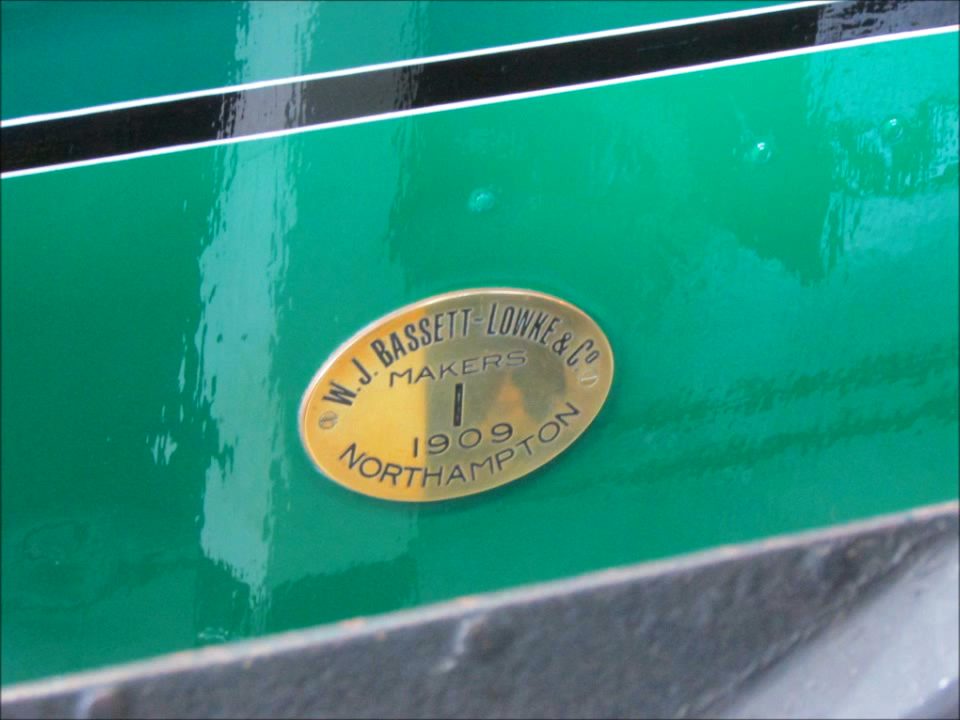 W. J. BASSETT-LOWKE & Co.
MAKERS
1
1909
NORTHAMPTON